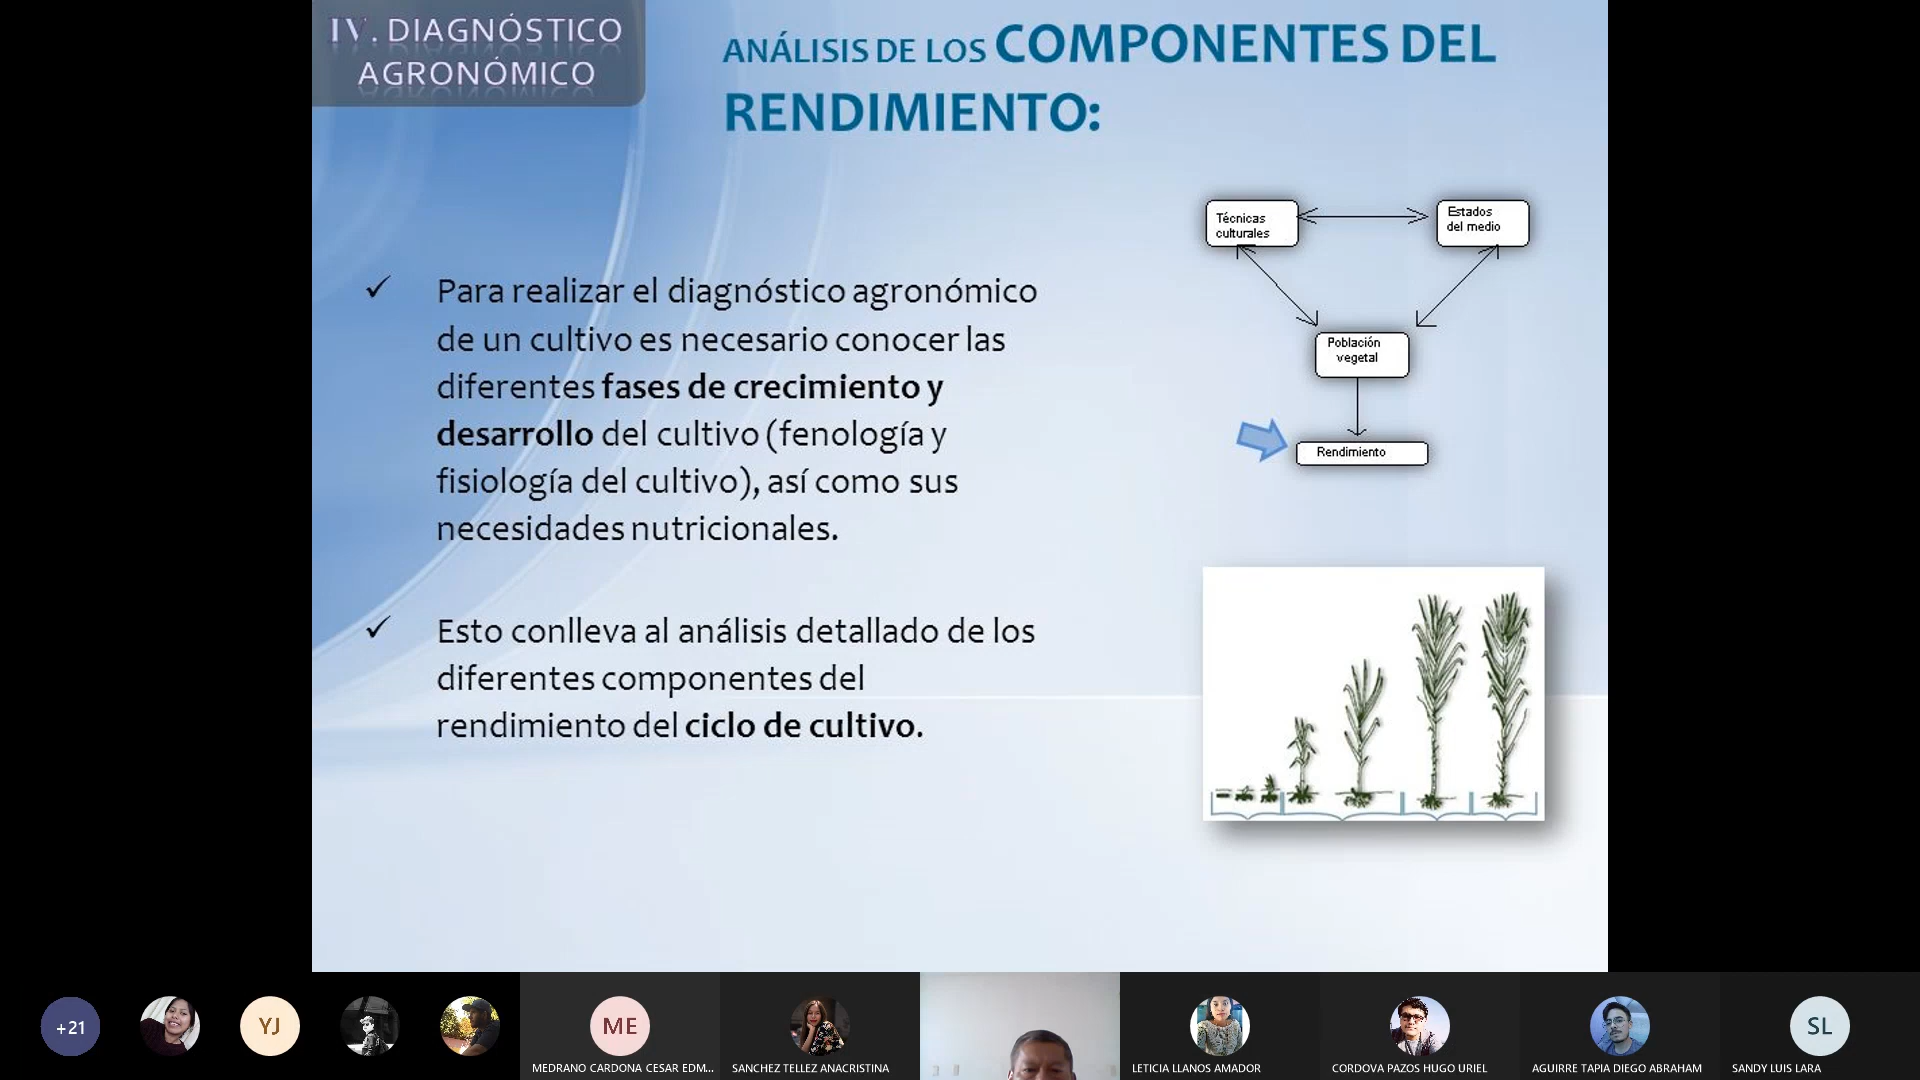 IV. DIAGNÓSTICO
AGRONÓMICO
ANÁLISIS DE LOS COMPONENTES DEL
RENDIMIENTO:
✓ Para realizar el diagnóstico agronómico
de un cultivo es necesario conocer las
diferentes fases de crecimiento y
desarrollo del cultivo (fenología y
fisiología del cultivo), así como sus
necesidades nutricionales.
✓ Esto conlleva al análisis detallado de los
diferentes componentes del
rendimiento del ciclo de cultivo.
Técnicas
culturales
Estados
del medio
Población
vegetal
Rendimiento
+21
YJ
ME
MEDRANO CARDONA CESAR EDM...
SANCHEZ TELLEZ ANACRISTINA
LETICIA LLANOS AMADOR
CORDOVA PAZOS HUGO URIEL
AGUIRRE TAPIA DIEGO ABRAHAM
SL
SANDY LUIS LARA